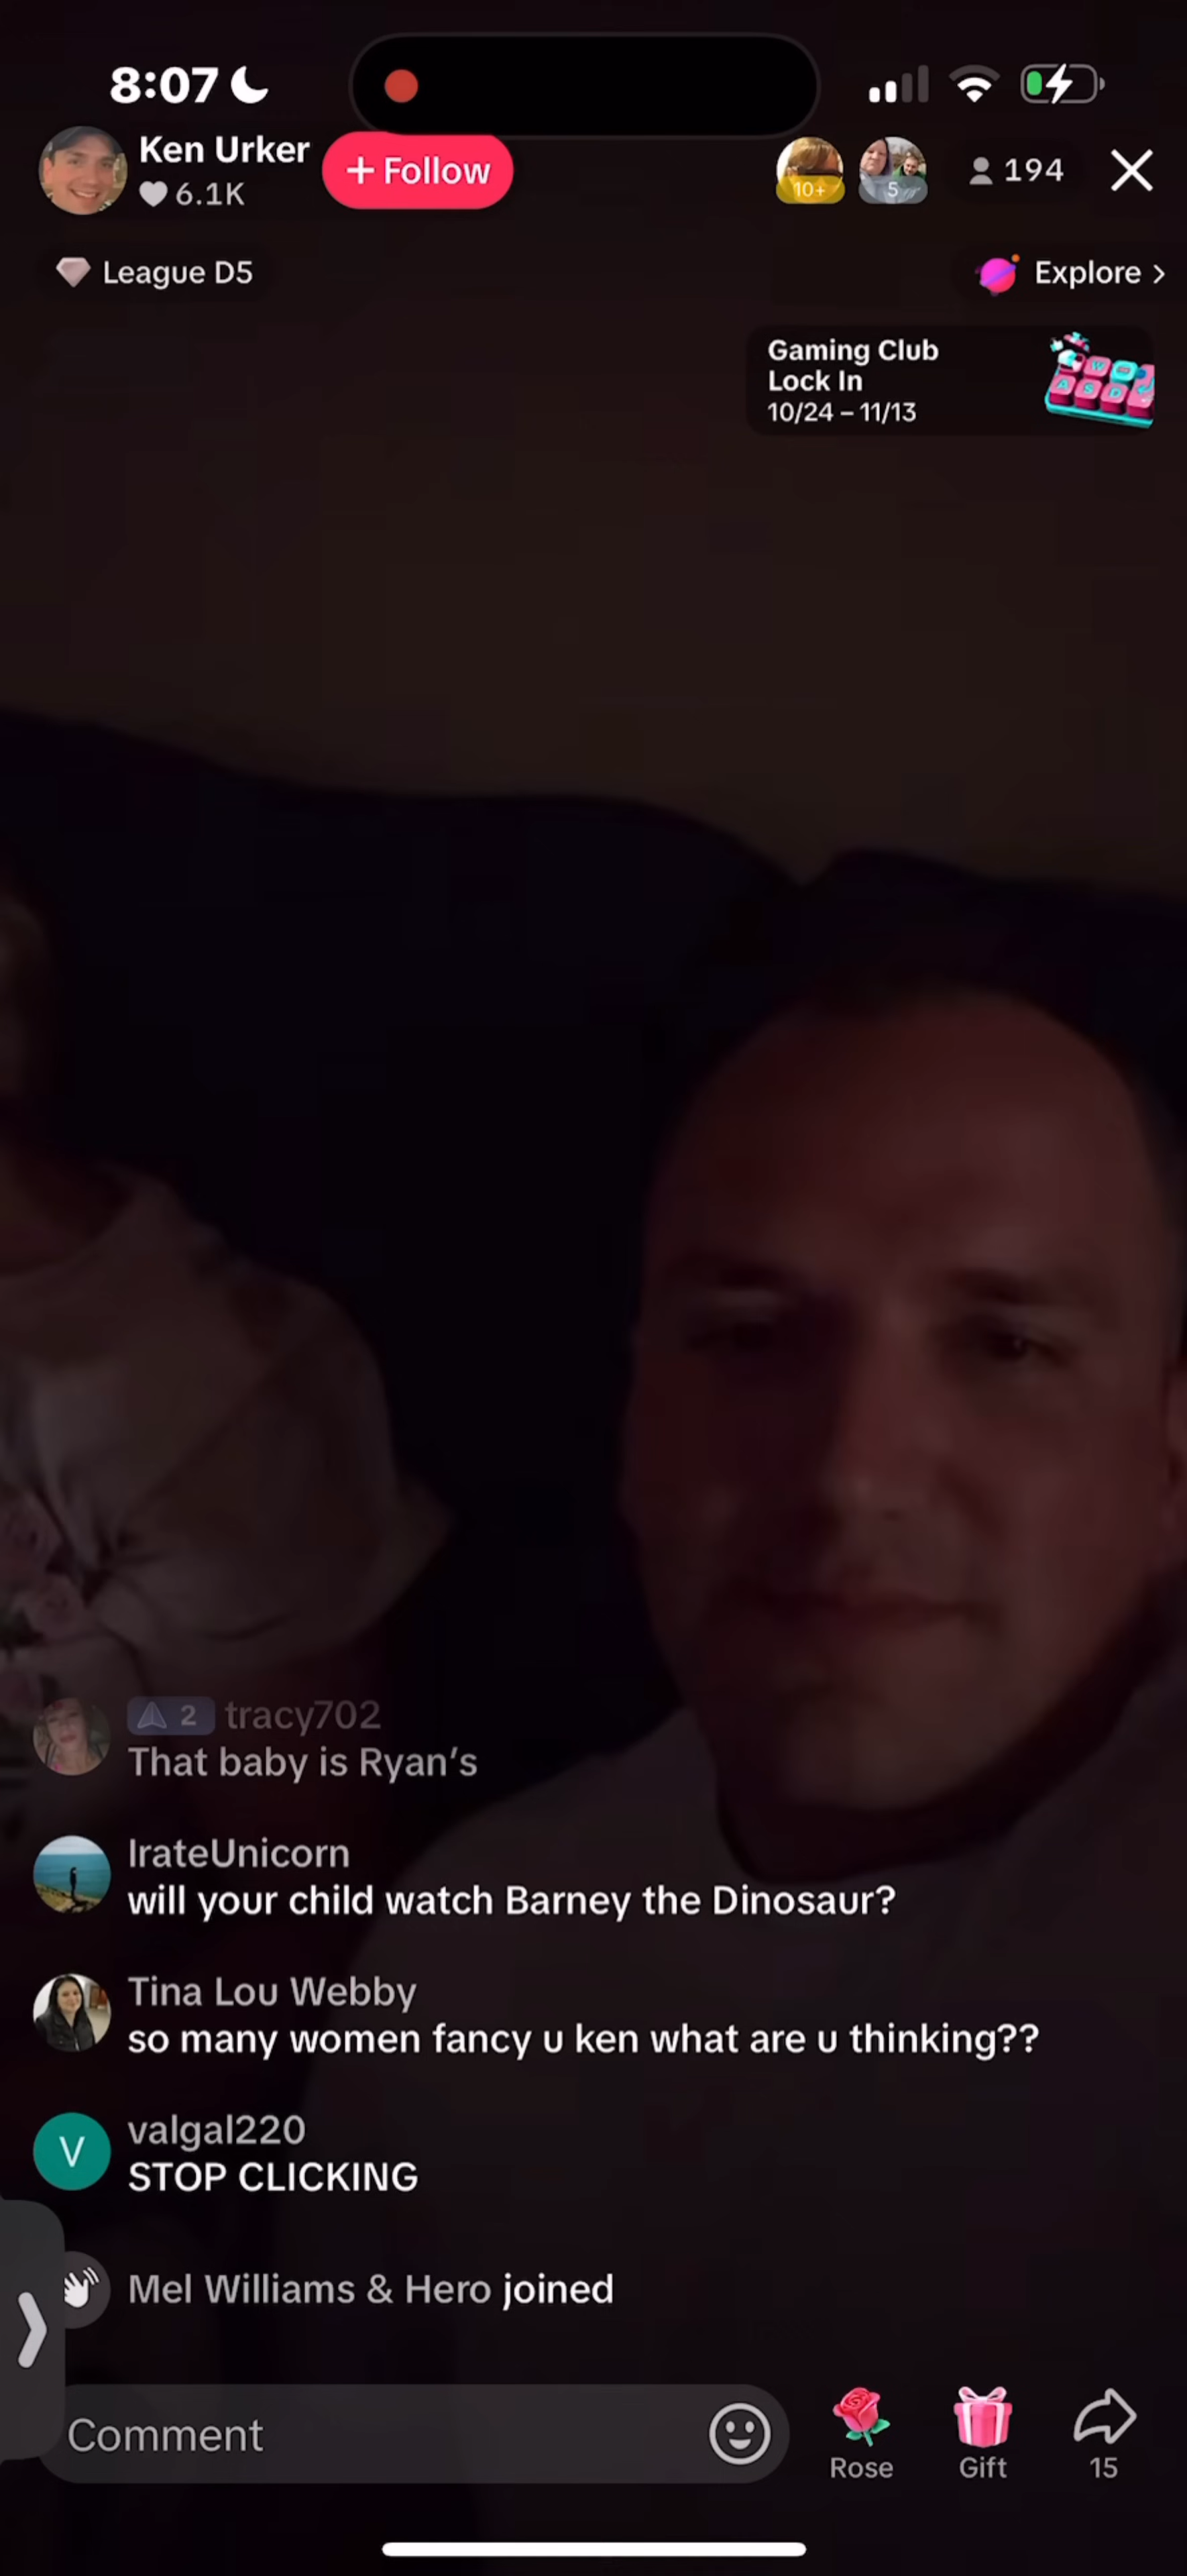 8:07
Ken Urker
6.1K
+ Follow
10+
5
194
League D5
Explore >
Gaming Club
Lock In
10/24 – 11/13
W
A S D
2 tracy702
That baby is Ryan's
IrateUnicorn
will your child watch Barney the Dinosaur?
Tina Lou Webby
so many women fancy u ken what are u thinking??
V
valgal220
STOP CLICKING
Mel Williams & Hero joined
Comment
Rose
Gift
15